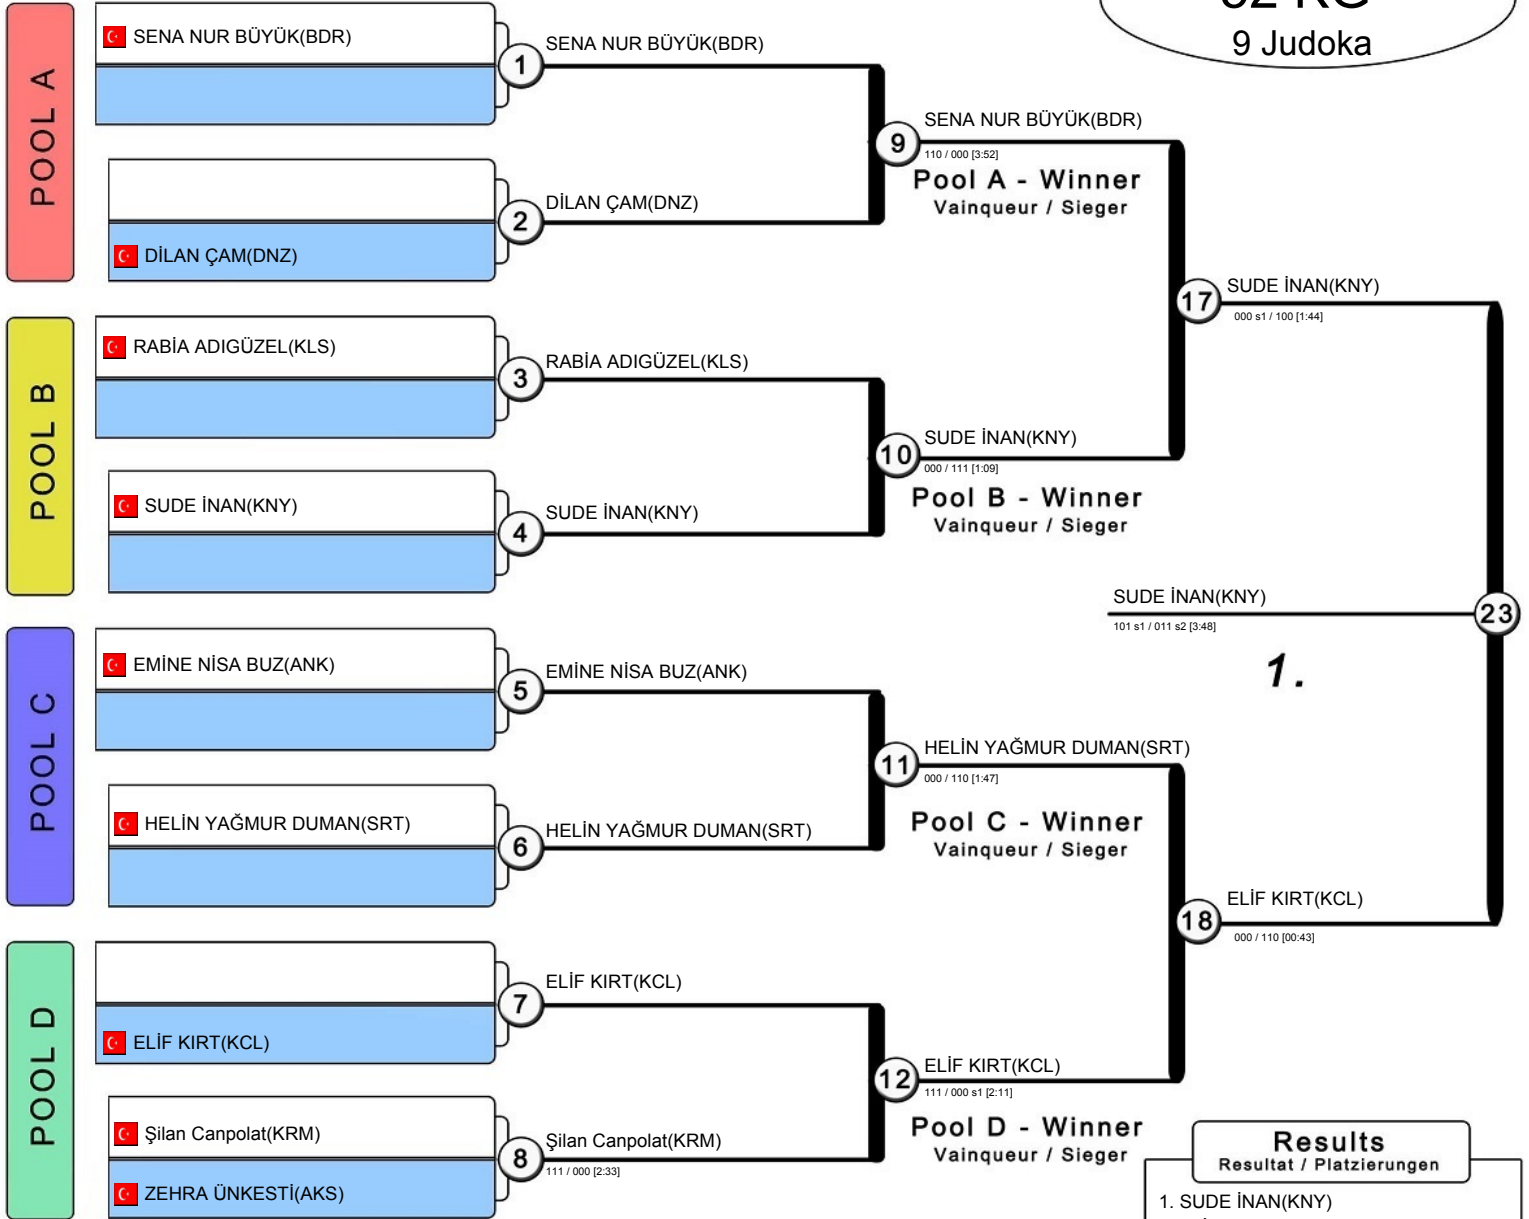 KG
9 Judoka
POOL A
SENA NUR BÜYÜK(BDR)
1
SENA NUR BÜYÜK(BDR)
DİLAN ÇAM(DNZ)
2
DİLAN ÇAM(DNZ)
9
SENA NUR BÜYÜK(BDR)
110 / 000 [3:52]
Pool A - Winner
Vainqueur / Sieger
POOL B
RABİA ADIGÜZEL(KLS)
3
RABİA ADIGÜZEL(KLS)
SUDE İNAN(KNY)
4
SUDE İNAN(KNY)
10
SUDE İNAN(KNY)
000 / 111 [1:09]
Pool B - Winner
Vainqueur / Sieger
17
SUDE İNAN(KNY)
000 s1 / 100 [1:44]
POOL C
EMİNE NİSA BUZ(ANK)
5
EMİNE NİSA BUZ(ANK)
HELİN YAĞMUR DUMAN(SRT)
6
HELİN YAĞMUR DUMAN(SRT)
11
HELİN YAĞMUR DUMAN(SRT)
000 / 110 [1:47]
Pool C - Winner
Vainqueur / Sieger
POOL D
ELİF KIRT(KCL)
7
ELİF KIRT(KCL)
Şilan Canpolat(KRM)
ZEHRA ÜNKESTİ(AKS)
8
Şilan Canpolat(KRM)
111 / 000 [2:33]
12
ELİF KIRT(KCL)
111 / 000 s1 [2:11]
Pool D - Winner
Vainqueur / Sieger
18
ELİF KIRT(KCL)
000 / 110 [00:43]
23
SUDE İNAN(KNY)
101 s1 / 011 s2 [3:48]
1.
Results
Resultat / Platzierungen
1. SUDE İNAN(KNY)